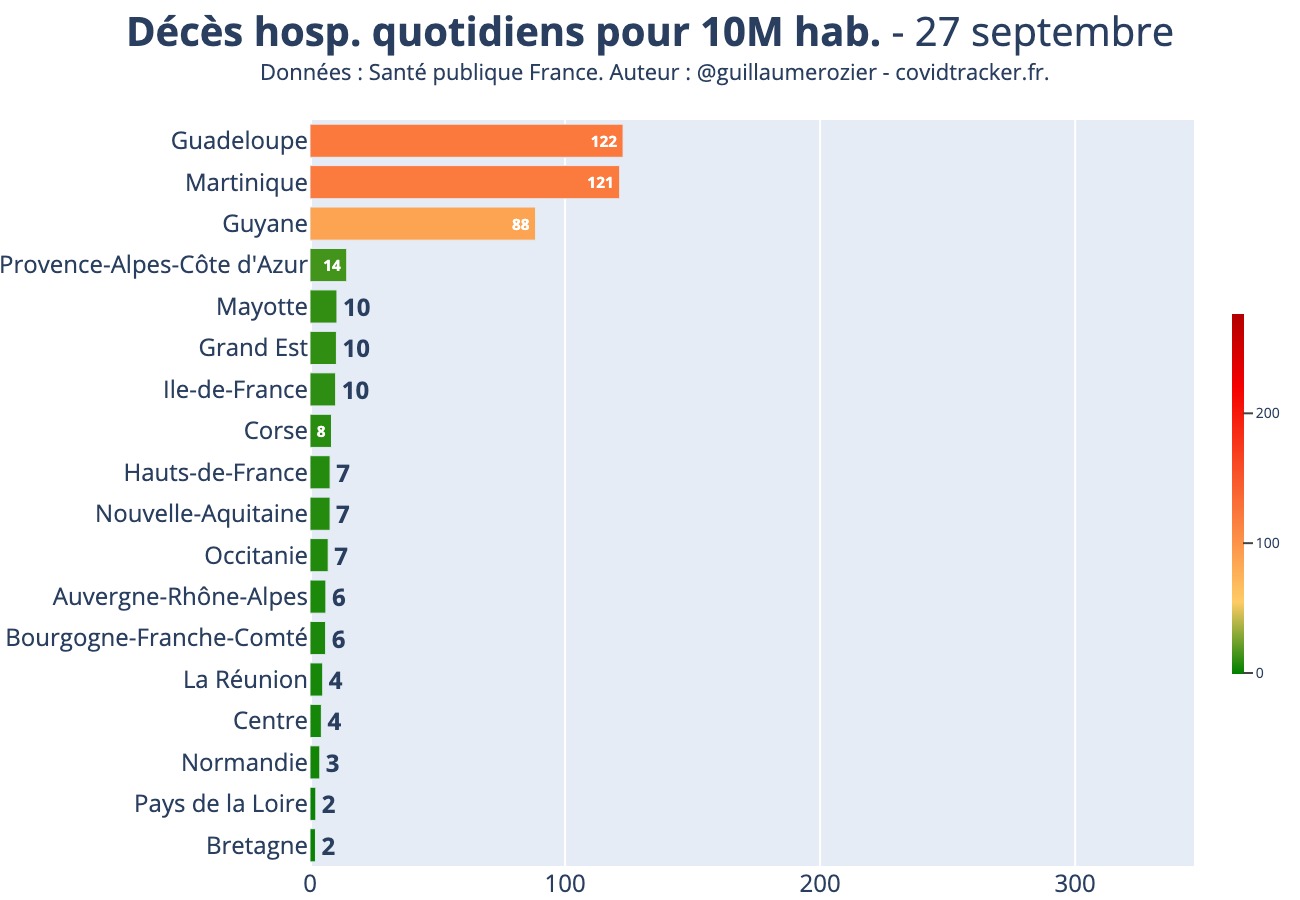 Décès hosp. quotidiens pour 10M hab. - 27 septembre
Données : Santé publique France. Auteur : @guillaumerozier - covidtracker.fr.
Guadeloupe 122
Martinique 121
Guyane 88
Provence-Alpes-Côte d'Azur 14
Mayotte 10
Grand Est 10
Ile-de-France 10
Corse 8
Hauts-de-France 7
Nouvelle-Aquitaine 7
Occitanie 7
Auvergne-Rhône-Alpes 6
Bourgogne-Franche-Comté 6
La Réunion 4
Centre 4
Normandie 3
Pays de la Loire 2
Bretagne 2
0 100 200 300
200
100
0